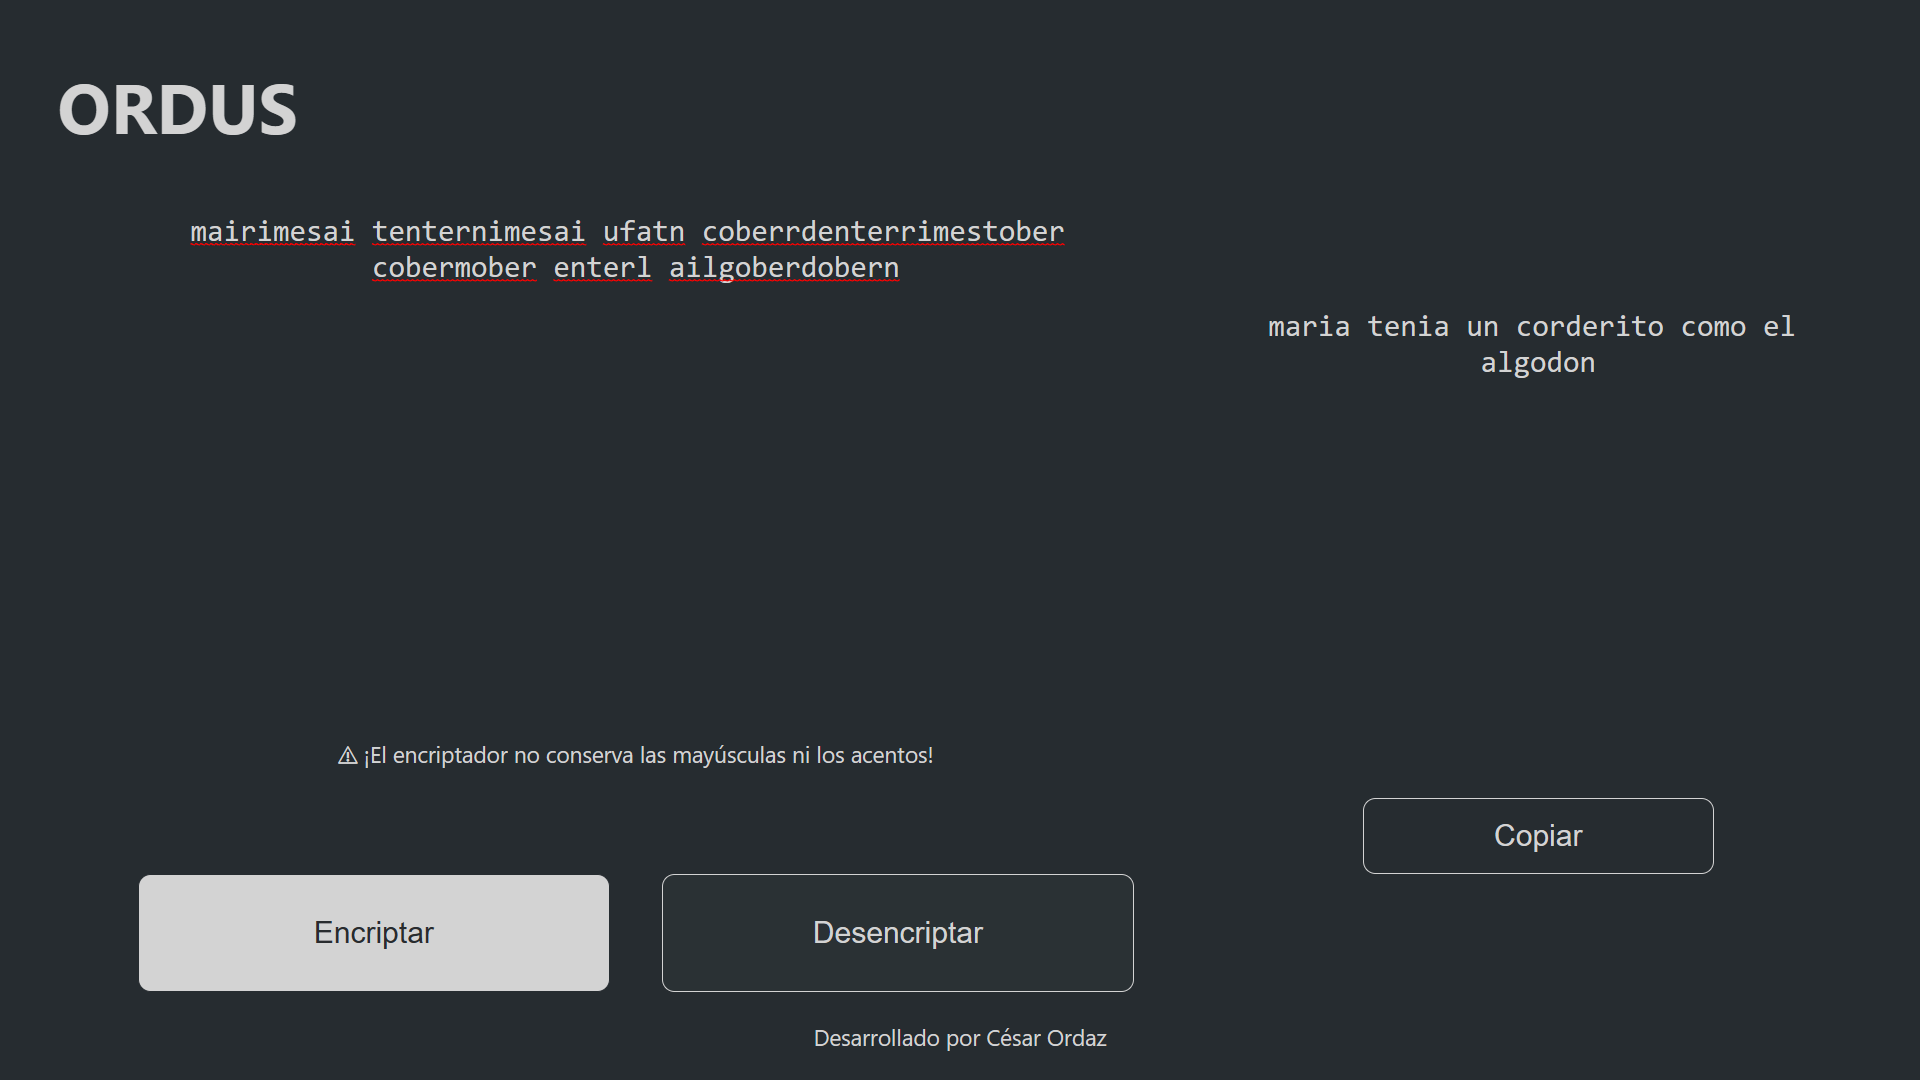 ORDUS
mairimesai tenternimesai ufatn coberrdenterrimestober
cobermober enterl ailgoberdobern
maria tenia un corderito como el
algodon
⚠ ¡El encriptador no conserva las mayúsculas ni los acentos!
Copiar
Encriptar
Desencriptar
Desarrollado por César Ordaz